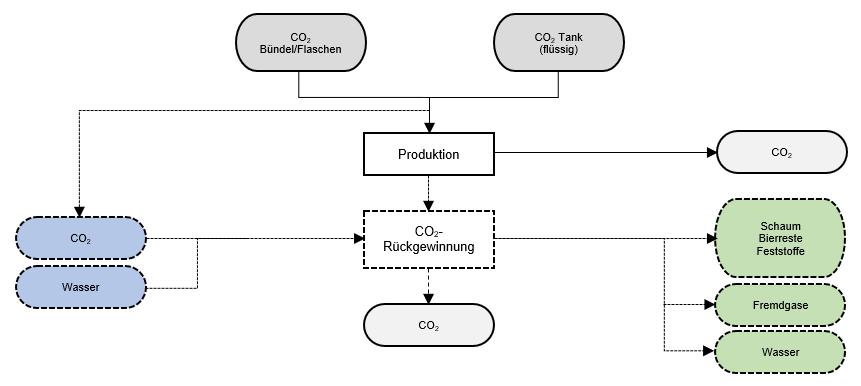 CO₂
Bündel/Flaschen
CO₂ Tank
(flüssig)
Produktion
CO₂
CO₂
Wasser
CO₂-
Rückgewinnung
Schaum
Bierreste
Feststoffe
Fremdgase
Wasser
CO₂